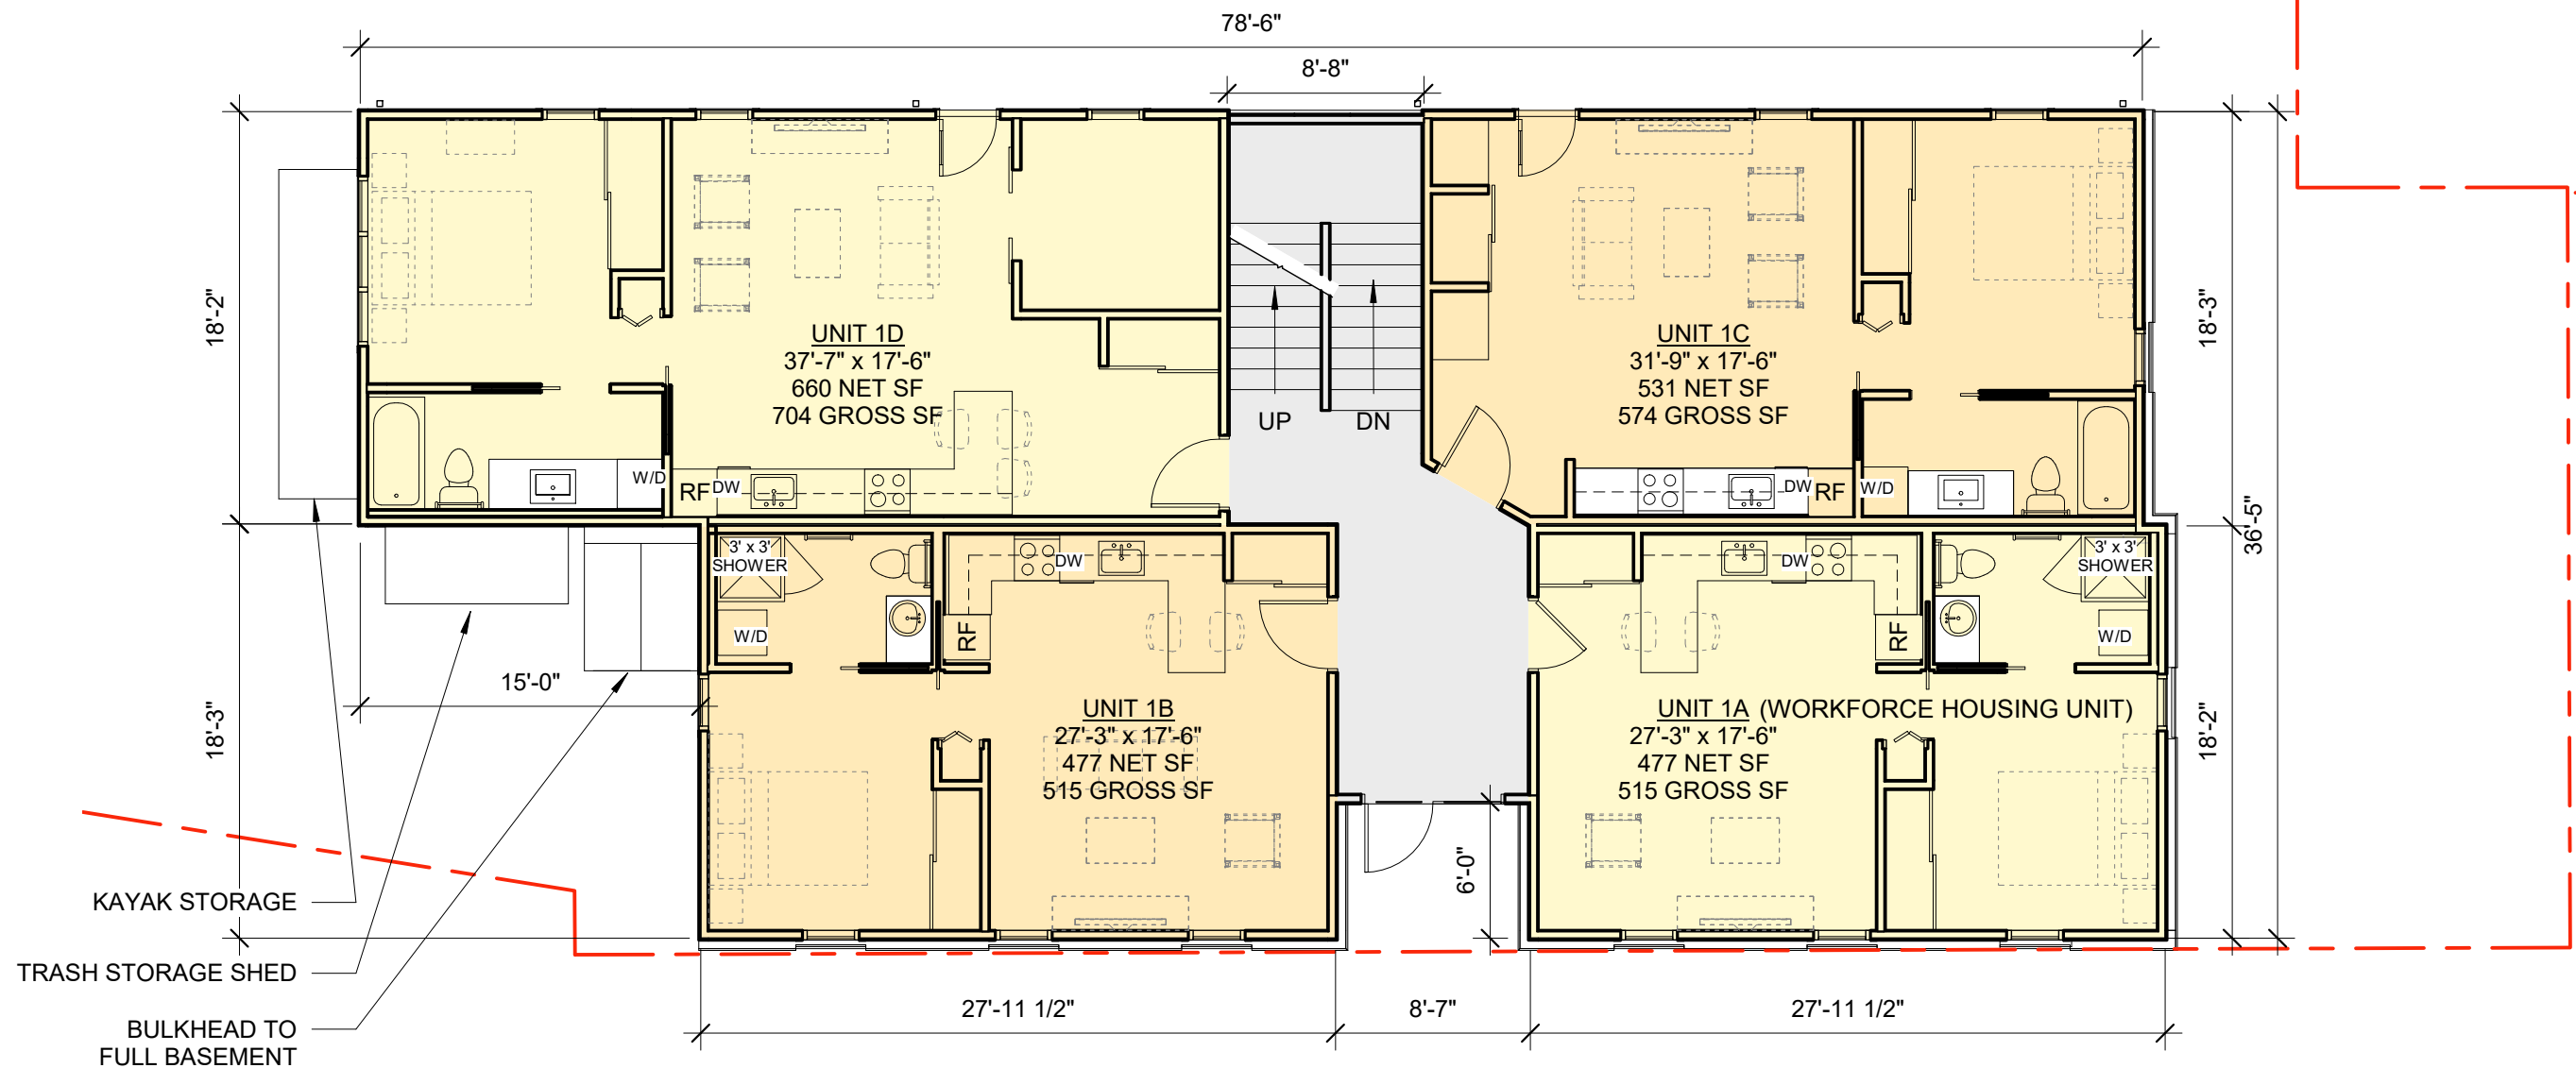 78'-6"
8'-8"
18'-2"
18'-3"
36'-5"
UNIT 1D
37'-7" x 17'-6"
660 NET SF
704 GROSS SF
UNIT 1C
31'-9" x 17'-6"
531 NET SF
574 GROSS SF
UP
DN
W/D
RF
DW
DW
RF
W/D
3' x 3'
SHOWER
DW
W/D
RF
DW
3' x 3'
SHOWER
RF
W/D
15'-0"
18'-3"
18'-2"
UNIT 1B
27'-3" x 17'-6"
477 NET SF
515 GROSS SF
UNIT 1A (WORKFORCE HOUSING UNIT)
27'-3" x 17'-6"
477 NET SF
515 GROSS SF
6'-0"
KAYAK STORAGE
TRASH STORAGE SHED
BULKHEAD TO
FULL BASEMENT
27'-11 1/2"
8'-7"
27'-11 1/2"